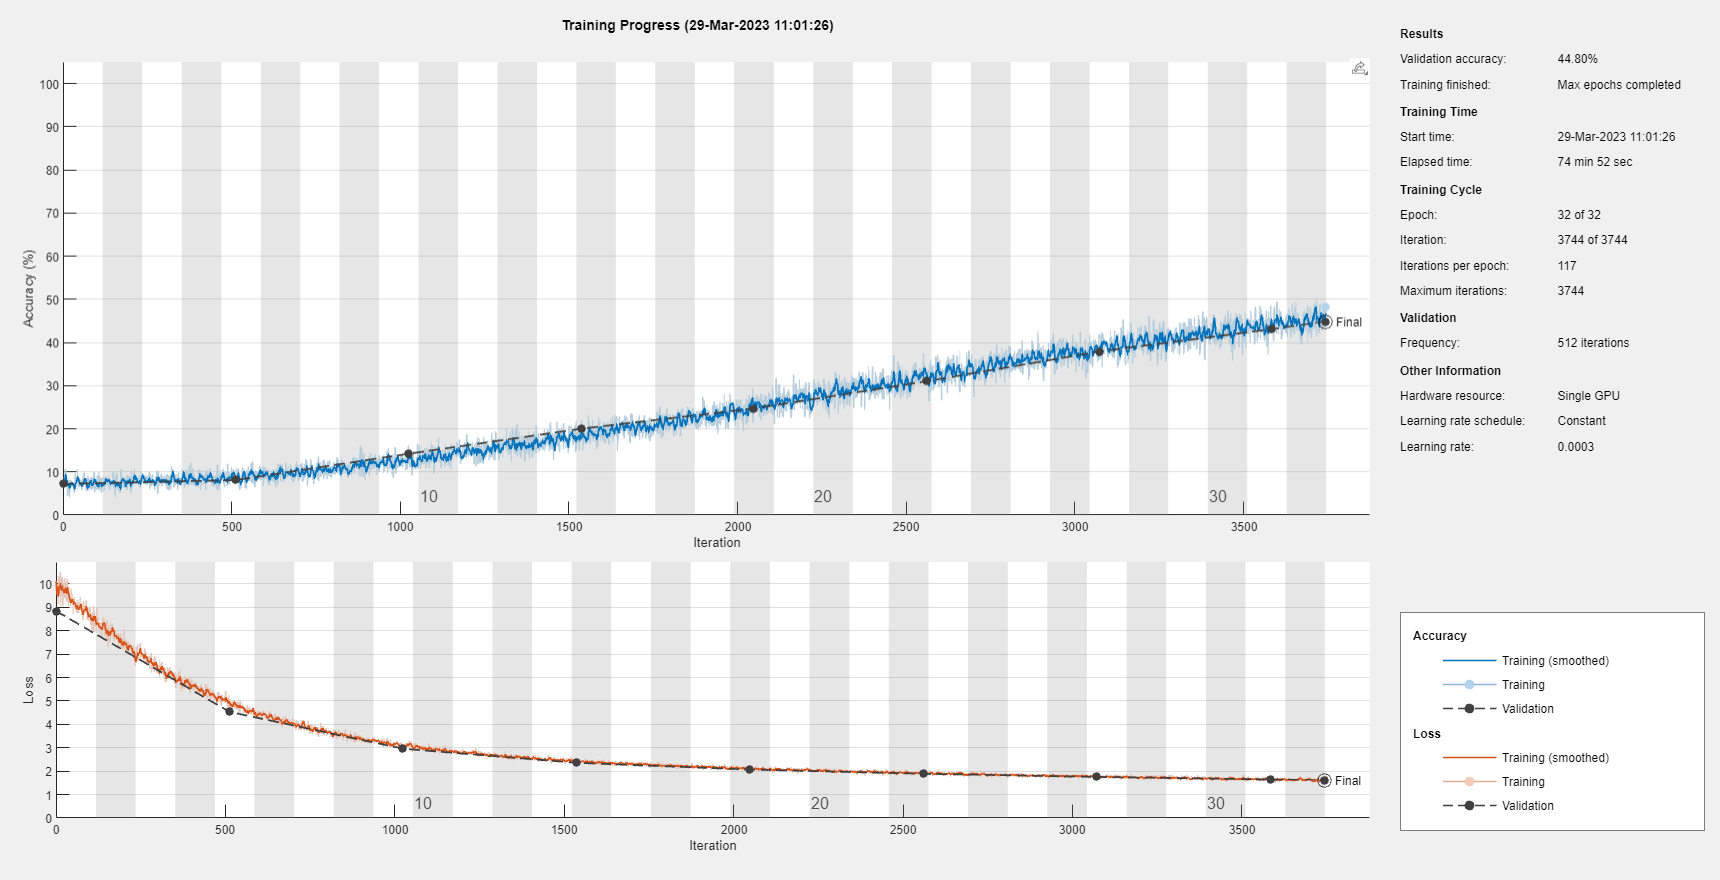 Training Progress (29-Mar-2023 11:01:26)
Accuracy (%)
100
90
80
70
60
50
40
30
20
10
0
Final
10
20
30
0
500
1000
1500
2000
2500
3000
3500
Iteration
Loss
10
9
8
7
6
5
4
3
2
1
0
Final
10
20
30
0
500
1000
1500
2000
2500
3000
3500
Iteration
Results
Validation accuracy: 44.80%
Training finished: Max epochs completed
Training Time
Start time: 29-Mar-2023 11:01:26
Elapsed time: 74 min 52 sec
Training Cycle
Epoch: 32 of 32
Iteration: 3744 of 3744
Iterations per epoch: 117
Maximum iterations: 3744
Validation
Frequency: 512 iterations
Other Information
Hardware resource: Single GPU
Learning rate schedule: Constant
Learning rate: 0.0003
Accuracy
Training (smoothed)
Training
Validation
Loss
Training (smoothed)
Training
Validation